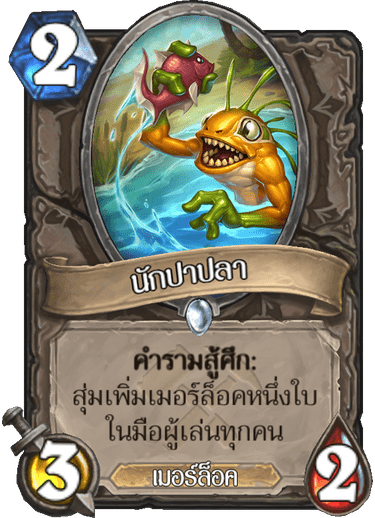 2
นักปาปลา
คำรามสู้ศึก:
สุ่มเพิ่มเมอร์ล็อคหนึ่งใบ
ในมือผู้เล่นทุกคน
3
เมอร์ล็อค
2